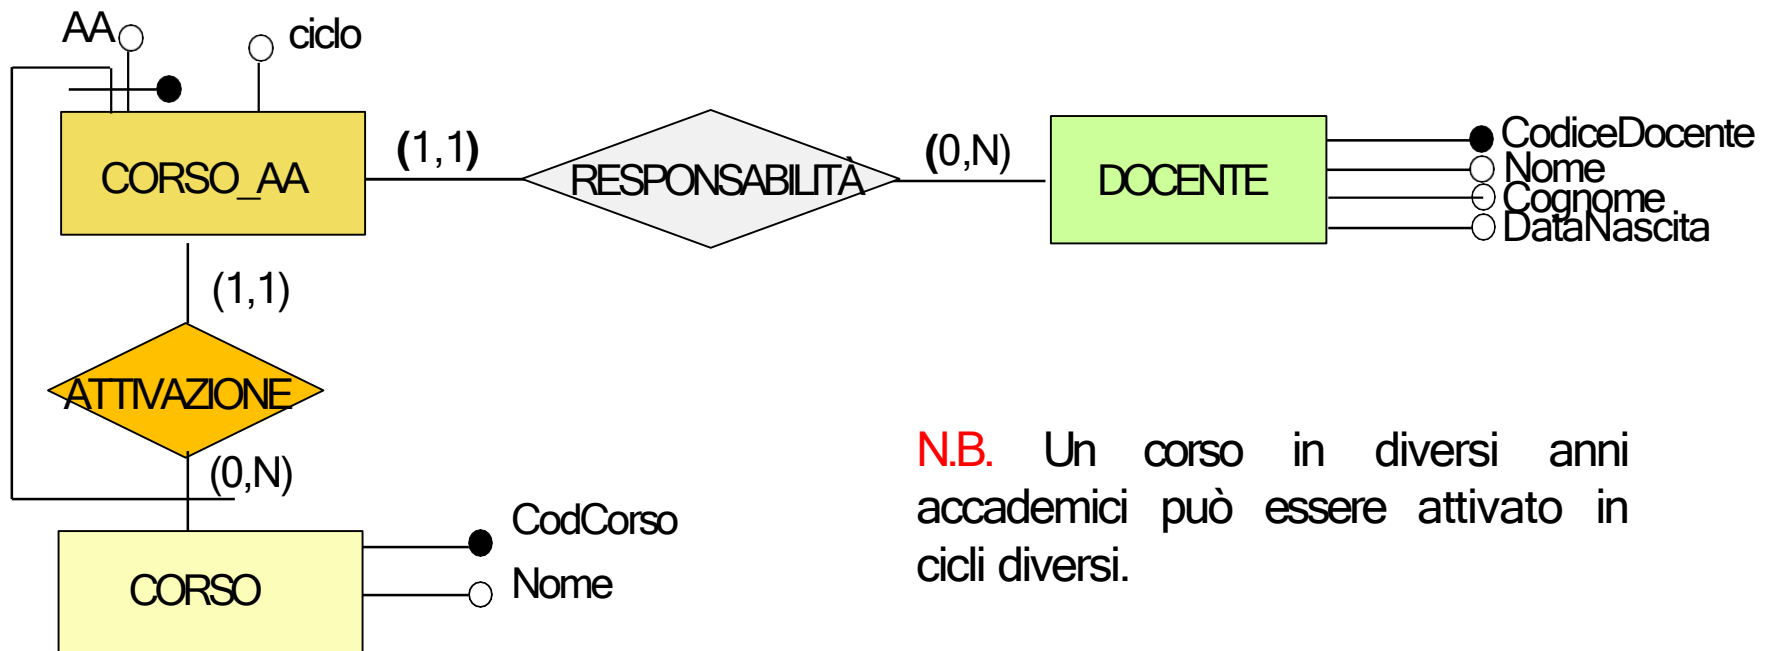 AA
ciclo
CORSO_AA
(1,1)
RESPONSABILITÀ
(0,N)
DOCENTE
CodiceDocente
Nome
Cognome
DataNascita
(1,1)
ATTIVAZIONE
(0,N)
CORSO
CodCorso
Nome
N.B. Un corso in diversi anni
accademici può essere attivato in
cicli diversi.